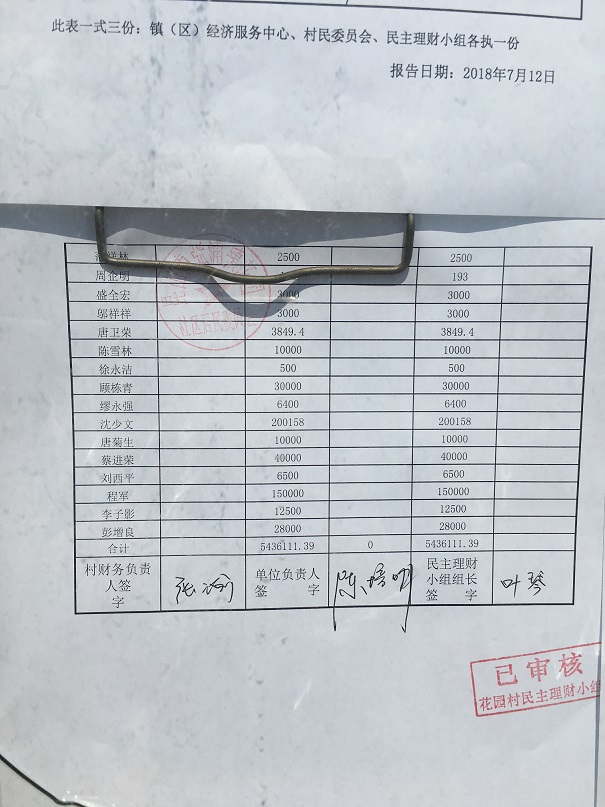 此表一式三份：镇（区）经济服务中心、村民委员会、民主理财小组各执一份
报告日期：2018年7月12日
2500 2500
周企明 193
盛全宏 3000 3000
邬祥祥 3000 3000
唐卫荣 3849.4 3849.4
陈雪林 10000 10000
徐永洁 500 500
顾栋青 30000 30000
缪永强 6400 6400
沈少文 200158 200158
唐菊生 10000 10000
蔡进荣 40000 40000
刘西平 6500 6500
程军 150000 150000
李子影 12500 12500
彭增良 28000 28000
合计 5436111.39 0 5436111.39
村财务负责人签字 单位负责人签字 陈培明 民主理财小组组长签字 叶琴
已审核
花园村民主理财小组